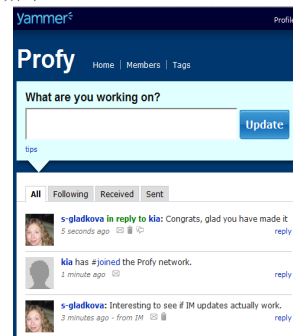 yammer
Profile
Profy
Home | Members | Tags
What are you working on?
Update
tips
All Following Received Sent
s-gladkova in reply to kia: Congrats, glad you have made it
5 seconds ago reply
kia has #joined the Profy network.
1 minute ago reply
s-gladkova: Interesting to see if IM updates actually work.
3 minutes ago - from IM reply